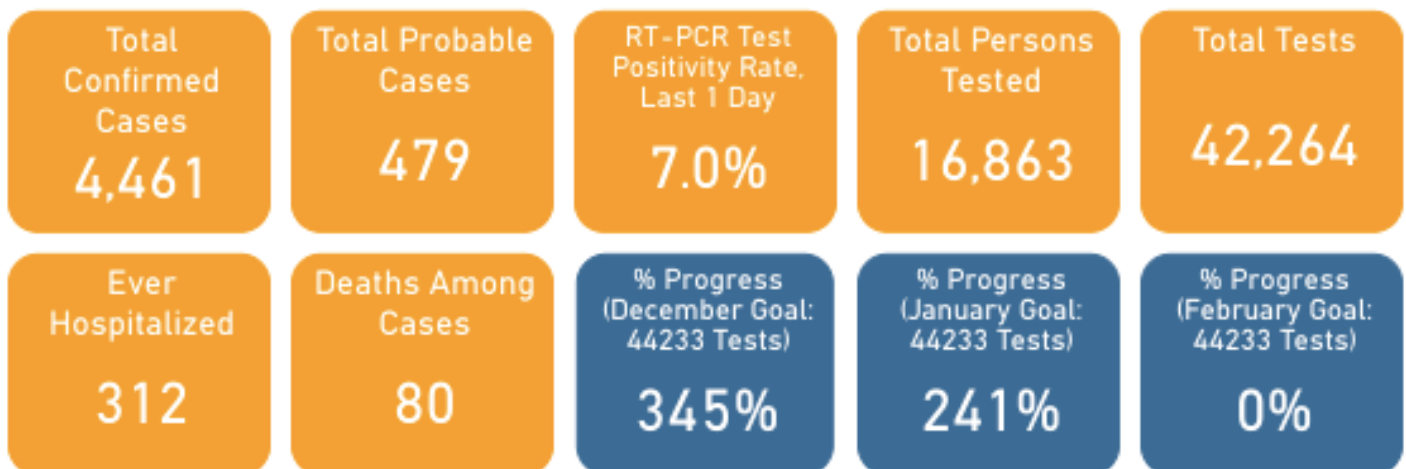 Total
Confirmed
Cases
4,461
Total Probable
Cases
479
RT-PCR Test
Positivity Rate,
Last 1 Day
7.0%
Total Persons
Tested
16,863
Total Tests
42,264
Ever
Hospitalized
312
Deaths Among
Cases
80
% Progress
(December Goal:
44233 Tests)
345%
% Progress
(January Goal:
44233 Tests)
241%
% Progress
(February Goal:
44233 Tests)
0%